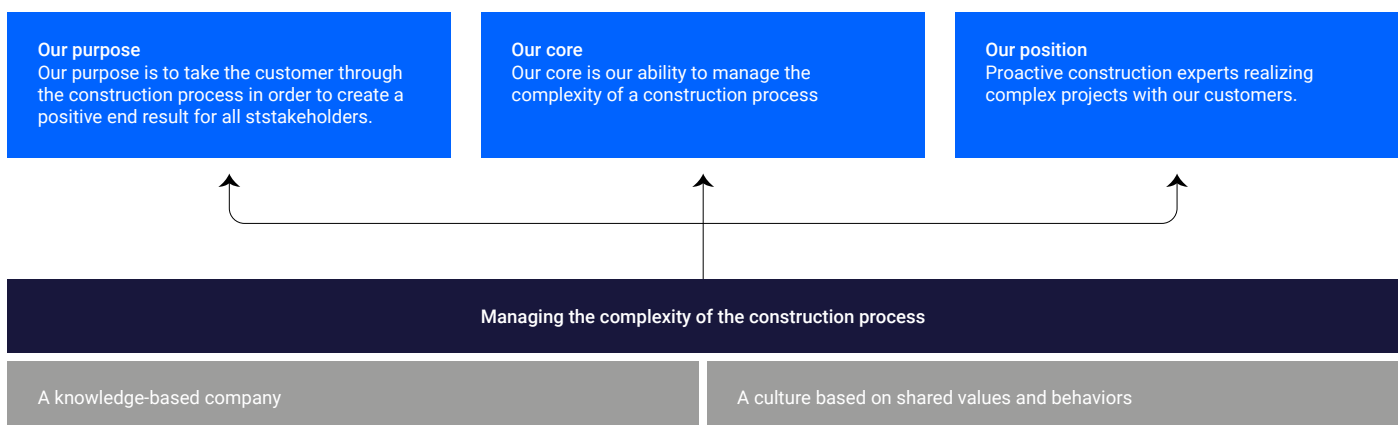 Our purpose
Our purpose is to take the customer through
the construction process in order to create a
positive end result for all ststakeholders.
Our core
Our core is our ability to manage the
complexity of a construction process
Our position
Proactive construction experts realizing
complex projects with our customers.
Managing the complexity of the construction process
A knowledge-based company
A culture based on shared values and behaviors